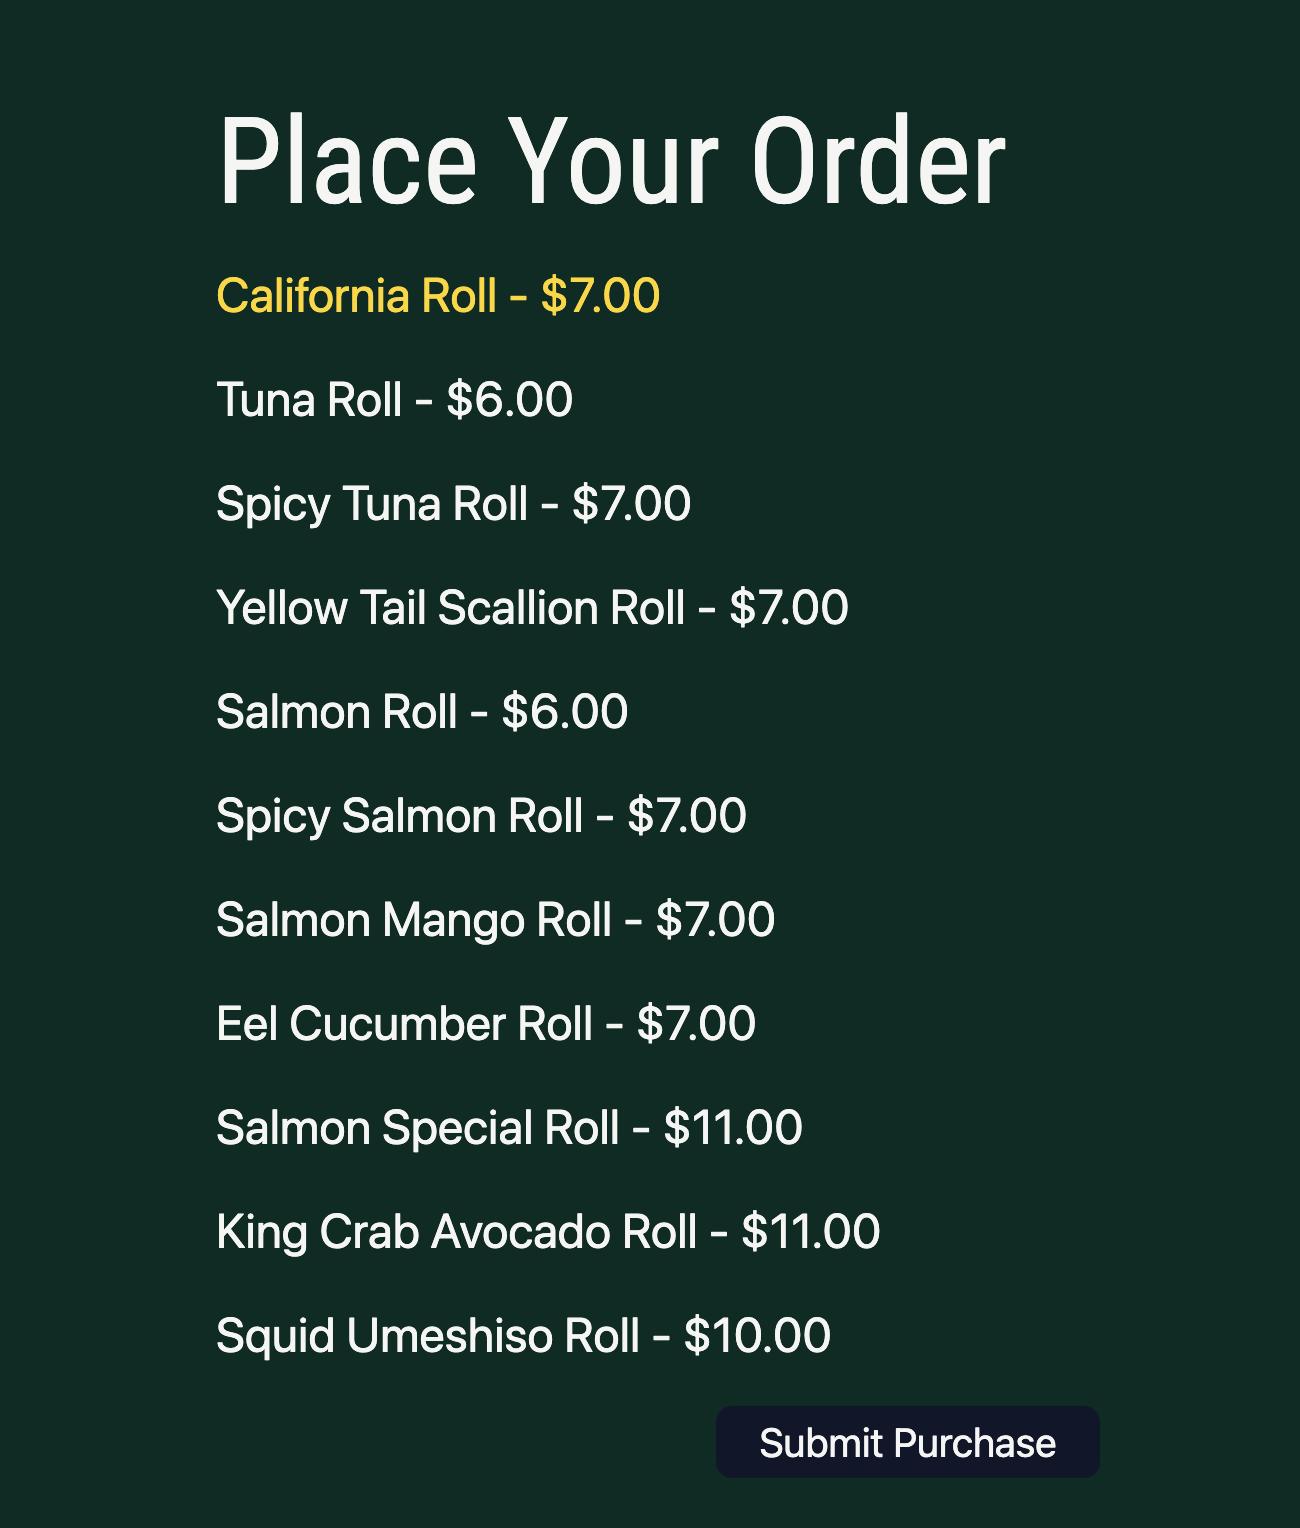 Place Your Order
California Roll - $7.00
Tuna Roll - $6.00
Spicy Tuna Roll - $7.00
Yellow Tail Scallion Roll - $7.00
Salmon Roll - $6.00
Spicy Salmon Roll - $7.00
Salmon Mango Roll - $7.00
Eel Cucumber Roll - $7.00
Salmon Special Roll - $11.00
King Crab Avocado Roll - $11.00
Squid Umeshiso Roll - $10.00
Submit Purchase